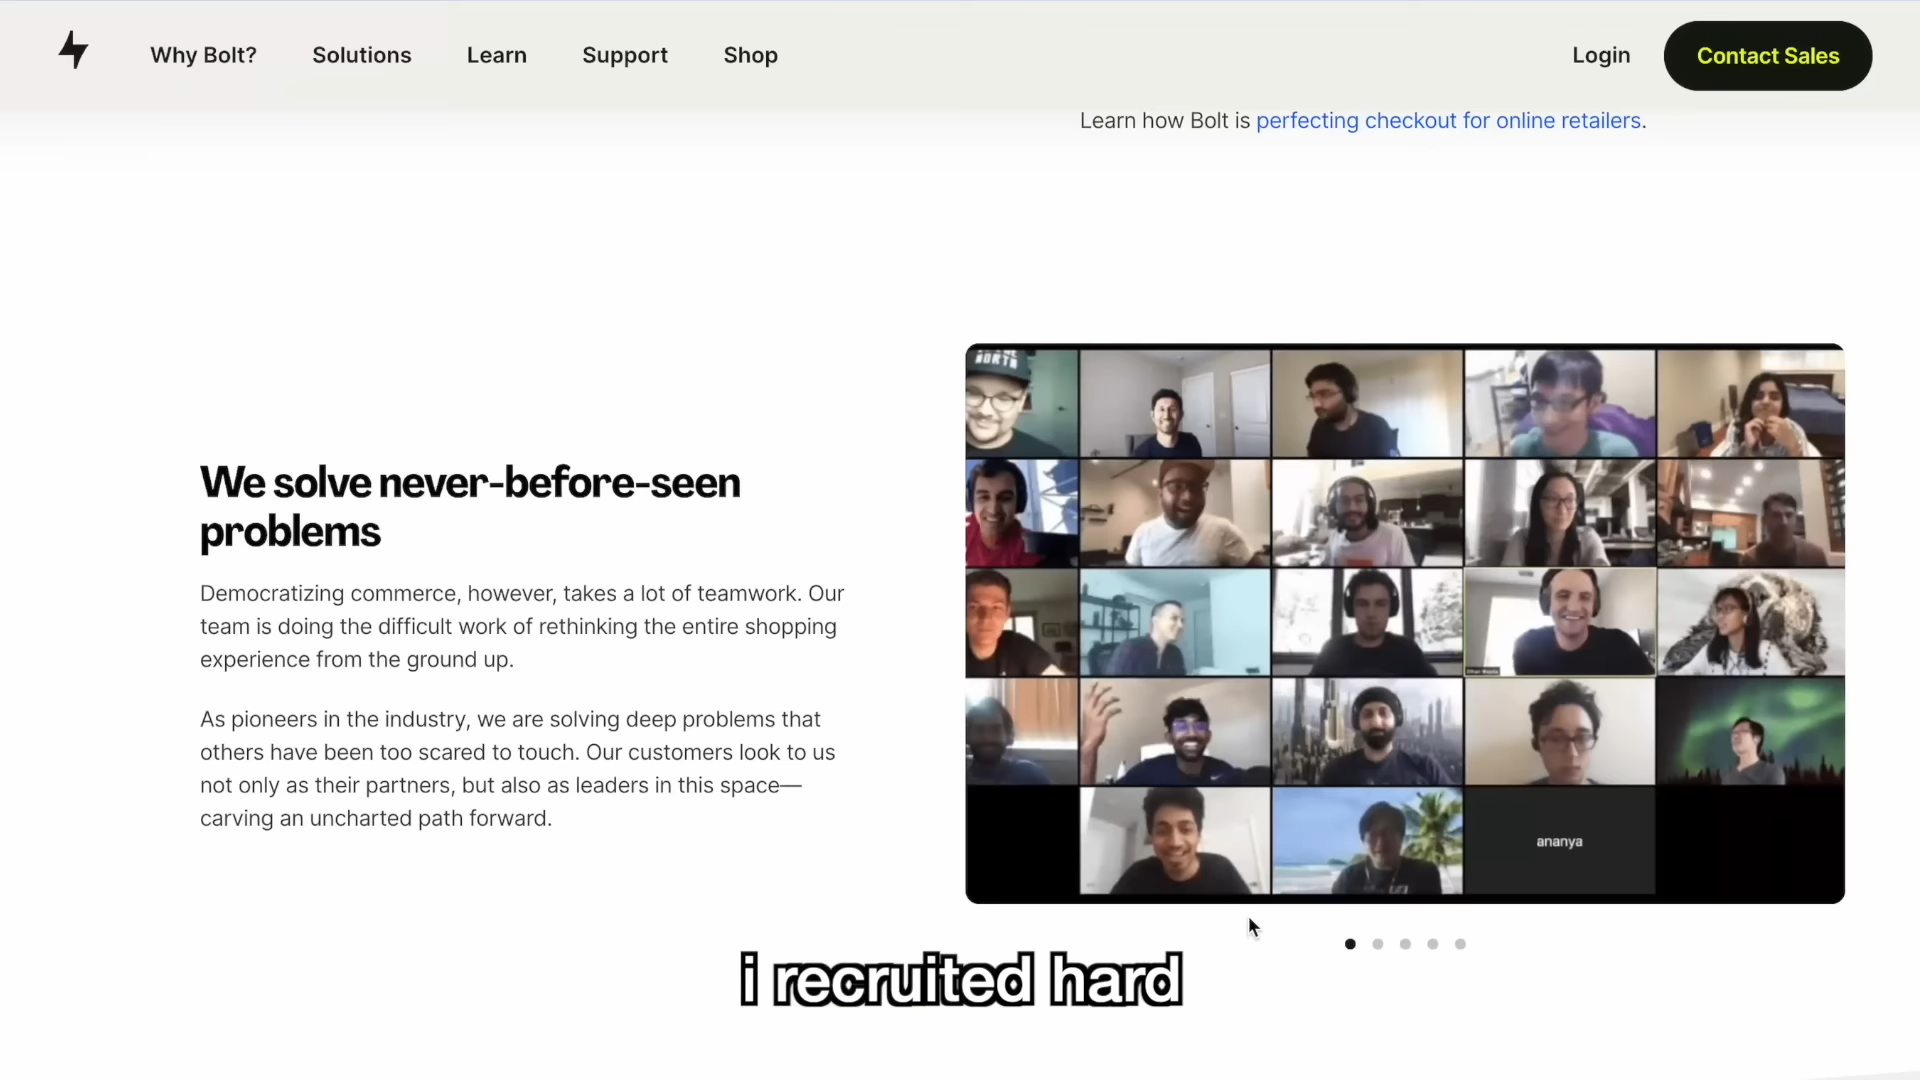 Why Bolt?
Solutions
Learn
Support
Shop
Login
Contact Sales
Learn how Bolt is perfecting checkout for online retailers.
We solve never-before-seen
problems
Democratizing commerce, however, takes a lot of teamwork. Our
team is doing the difficult work of rethinking the entire shopping
experience from the ground up.
As pioneers in the industry, we are solving deep problems that
others have been too scared to touch. Our customers look to us
not only as their partners, but also as leaders in this space—
carving an uncharted path forward.
NORTH
ananya
i recruited hard